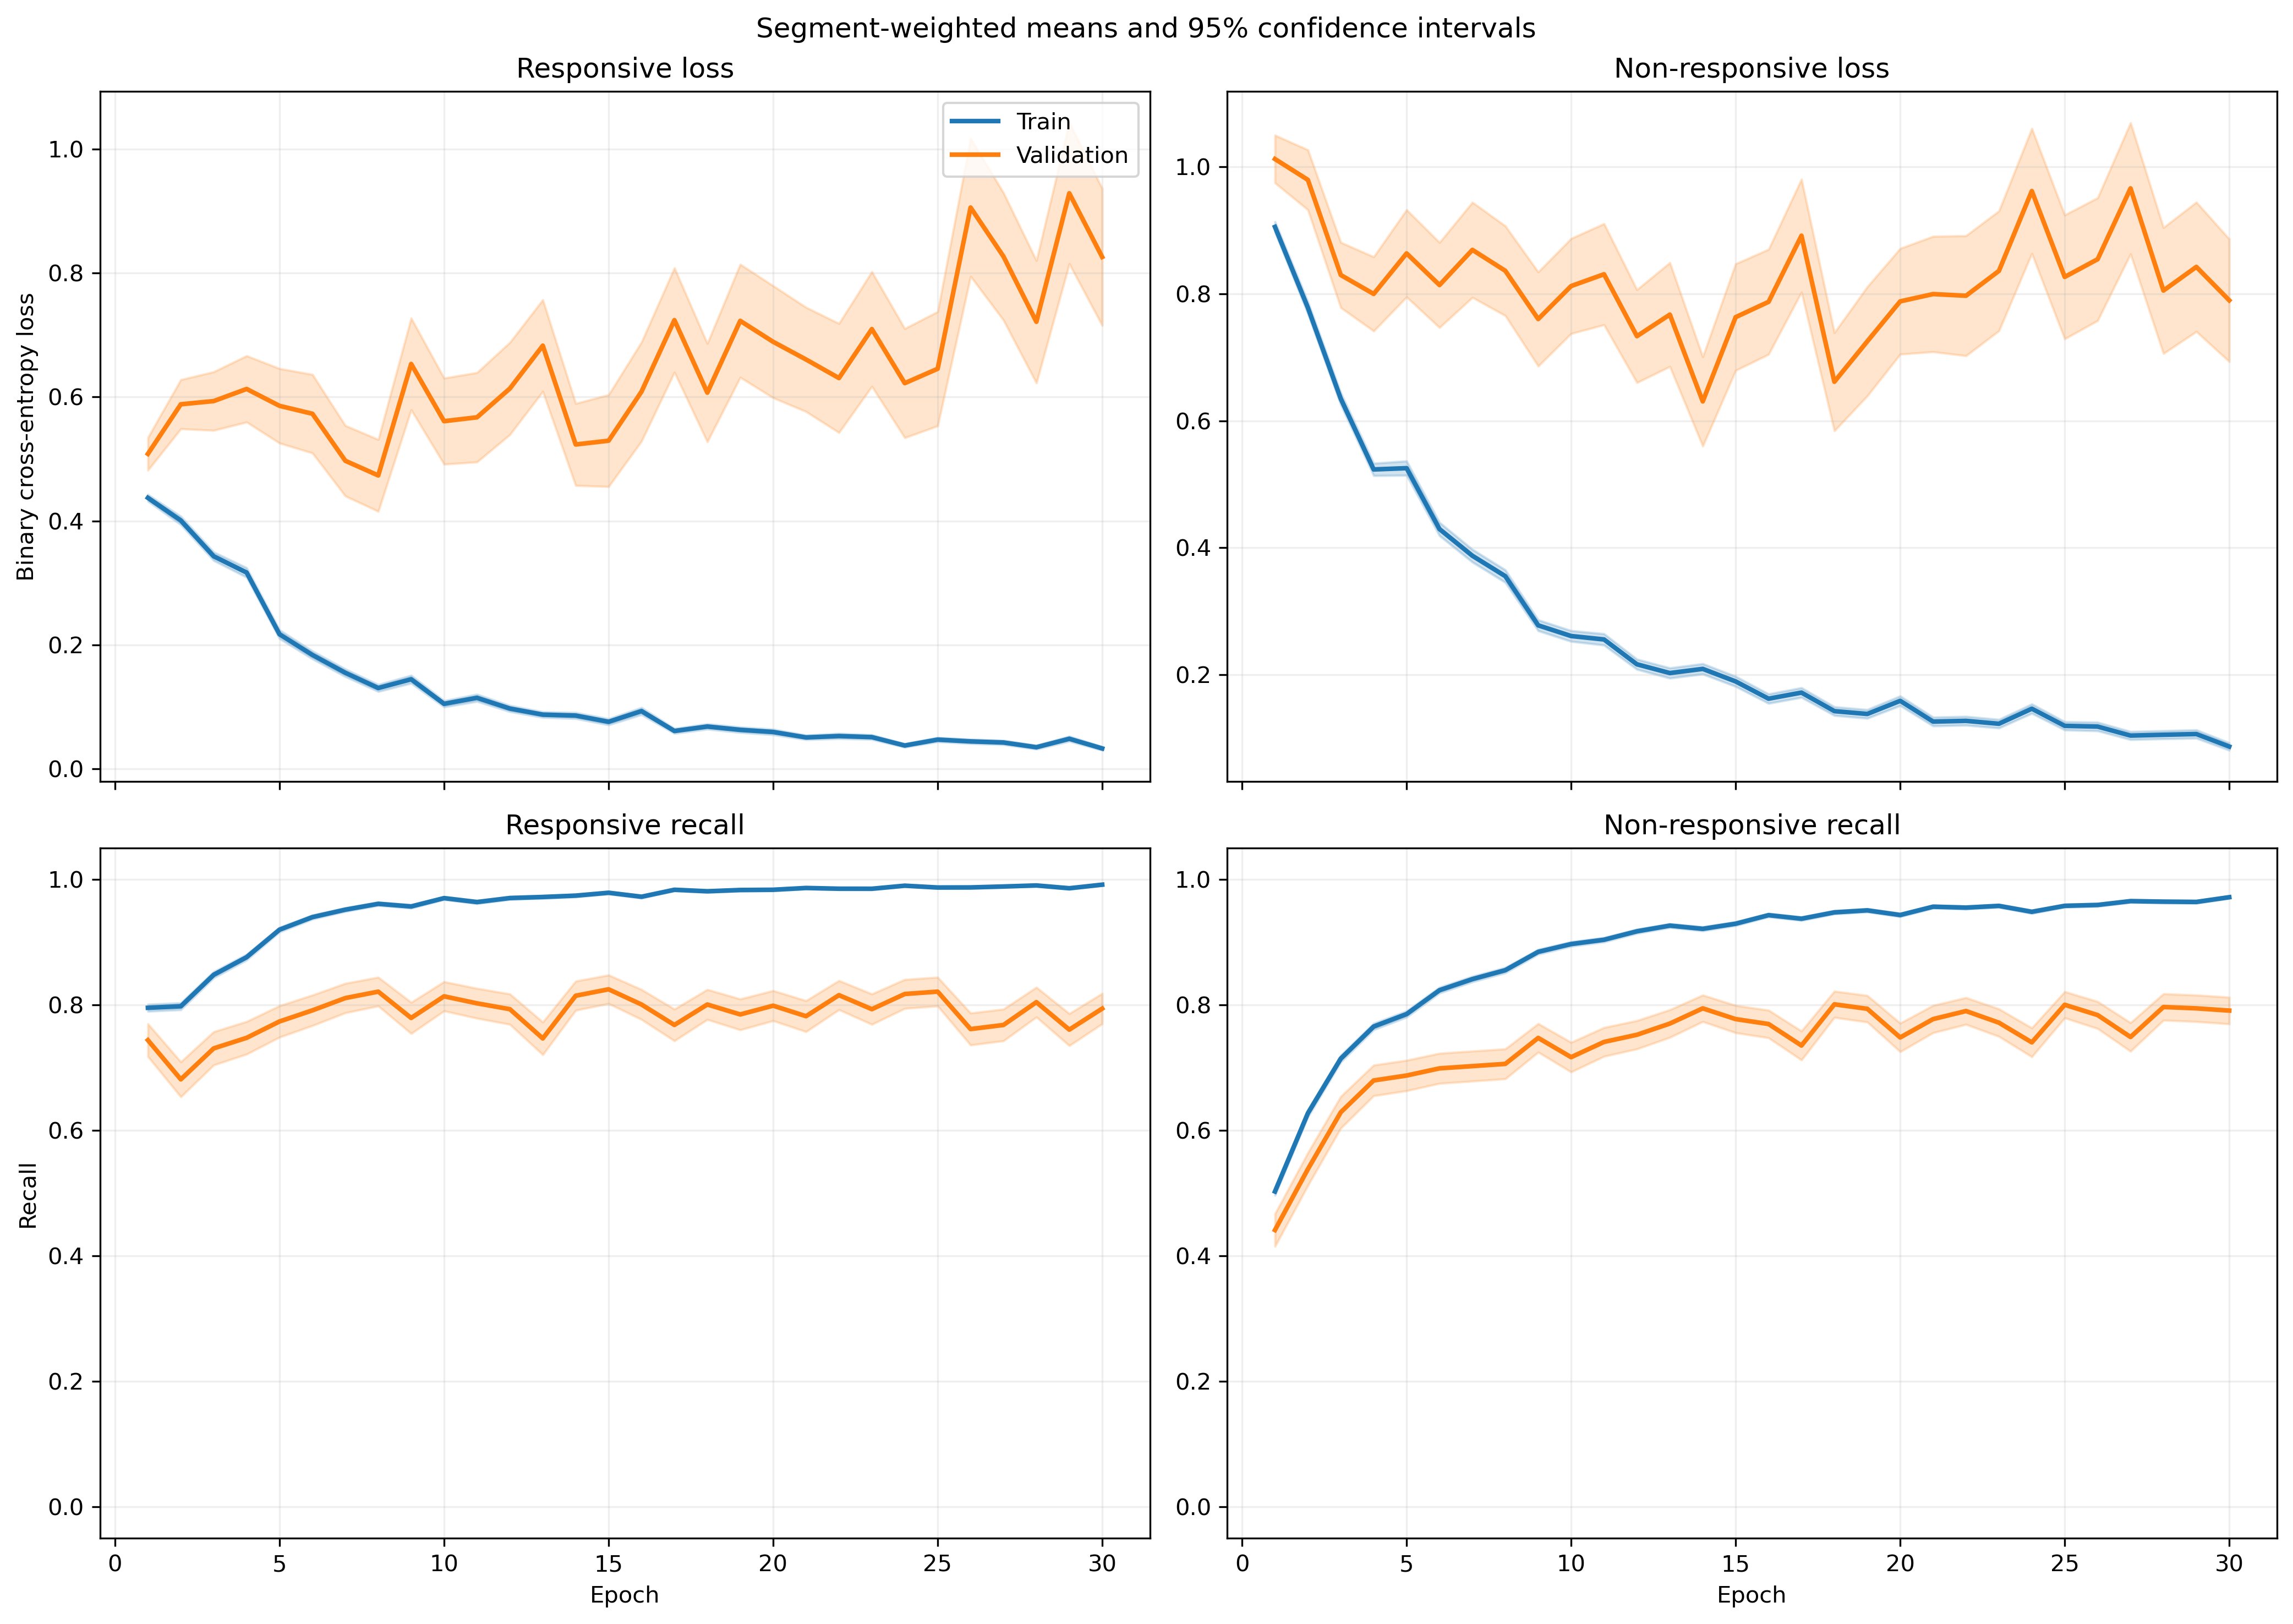 Segment-weighted means and 95% confidence intervals
Responsive loss
Non-responsive loss
Train
Validation
Binary cross-entropy loss
1.0
0.8
0.6
0.4
0.2
0.0
1.0
0.8
0.6
0.4
0.2
Responsive recall
Non-responsive recall
Recall
1.0
0.8
0.6
0.4
0.2
0.0
1.0
0.8
0.6
0.4
0.2
0.0
0 5 10 15 20 25 30
0 5 10 15 20 25 30
Epoch
Epoch